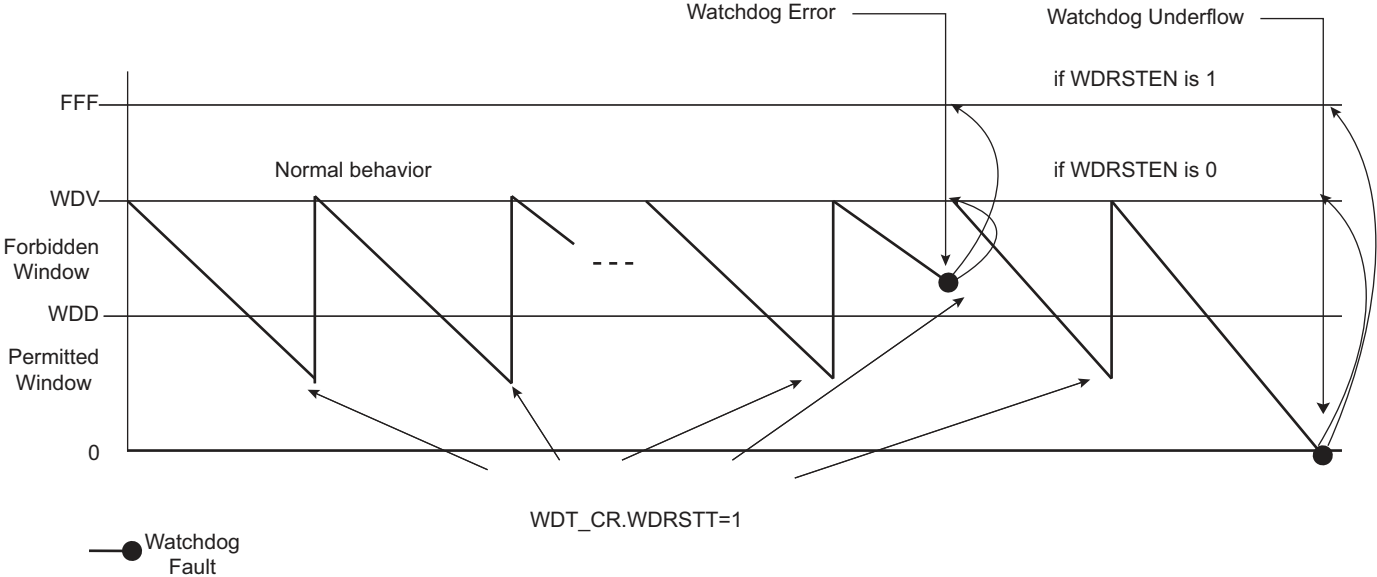 Watchdog Error
Watchdog Underflow
if WDRSTEN is 1
FFF
Normal behavior
if WDRSTEN is 0
WDV
Forbidden
Window
WDD
Permitted
Window
0
WDT_CR.WDRSTT=1
Watchdog
Fault